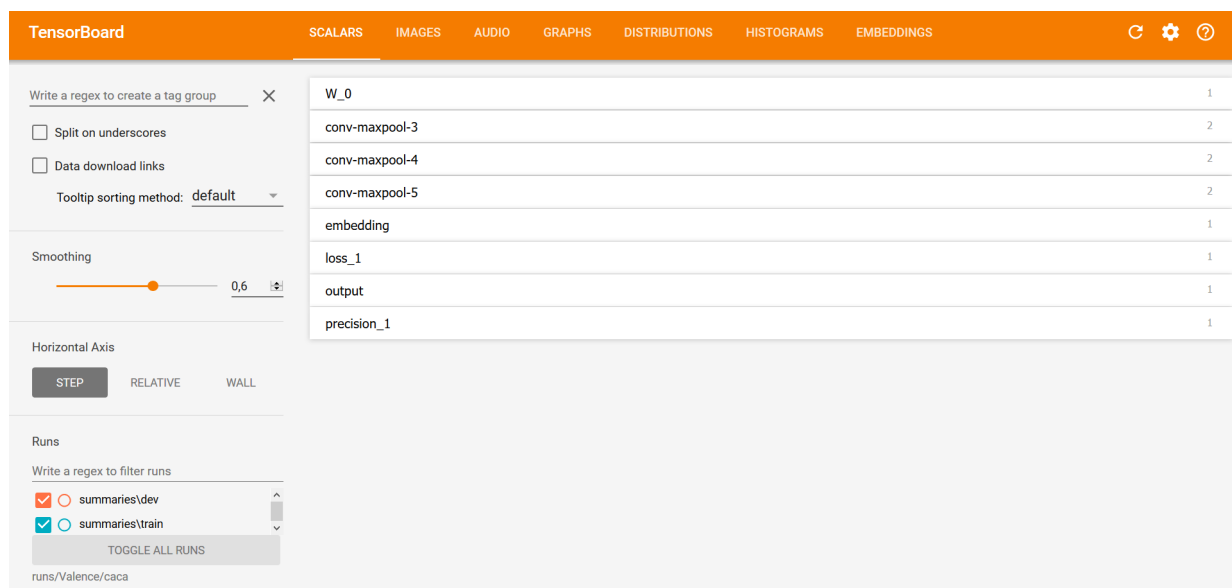 TensorBoard SCALARS IMAGES AUDIO GRAPHS DISTRIBUTIONS HISTOGRAMS EMBEDDINGS
Write a regex to create a tag group
Split on underscores
Data download links
Tooltip sorting method: default
Smoothing
0,6
Horizontal Axis
STEP RELATIVE WALL
Runs
Write a regex to filter runs
summaries\dev
summaries\train
TOGGLE ALL RUNS
runs/Valence/caca
W_0 1
conv-maxpool-3 2
conv-maxpool-4 2
conv-maxpool-5 2
embedding 1
loss_1 1
output 1
precision_1 1